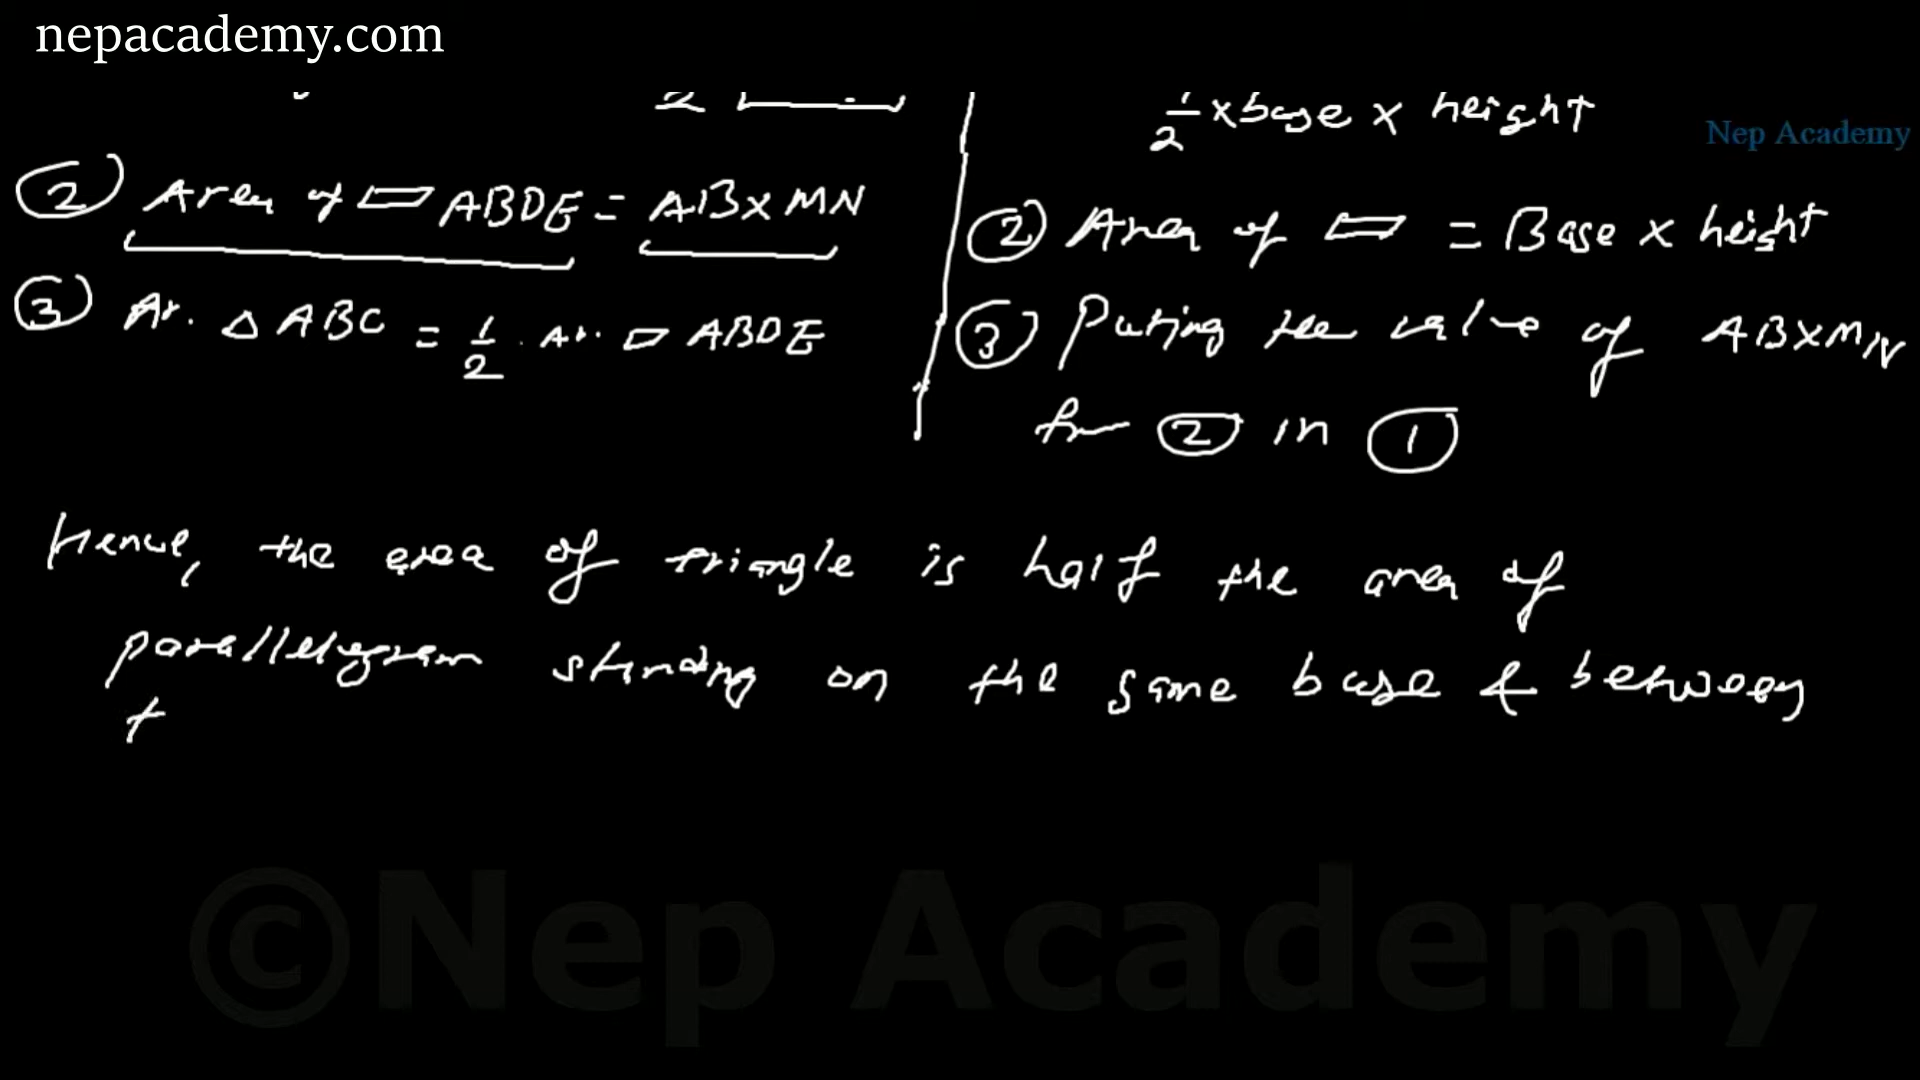 nepacademy.com
1/2 × base × height
Nep Academy
② Area of ▱ ABDE = AB × MN
② Area of ▱ = Base × height
③ Ar. △ ABC = 1/2 . Ar. ▱ ABDE
③ Puting the value of AB×MN
② in ①
Hence, the area of triangle is half the area of
parallelogram standing on the same base & between
t
©Nep Academy